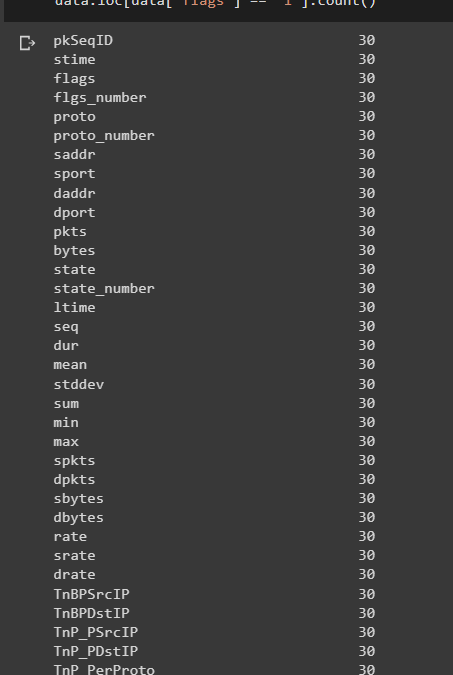 data.loc[data['flags'] == '1'].count()
pkSeqID 30
stime 30
flags 30
flgs_number 30
proto 30
proto_number 30
saddr 30
sport 30
daddr 30
dport 30
pkts 30
bytes 30
state 30
state_number 30
ltime 30
seq 30
dur 30
mean 30
stddev 30
sum 30
min 30
max 30
spkts 30
dpkts 30
sbytes 30
dbytes 30
rate 30
srate 30
drate 30
TnBPSrcIP 30
TnBPDstIP 30
TnP_PSrcIP 30
TnP_PDstIP 30
TnP_PerProto 30